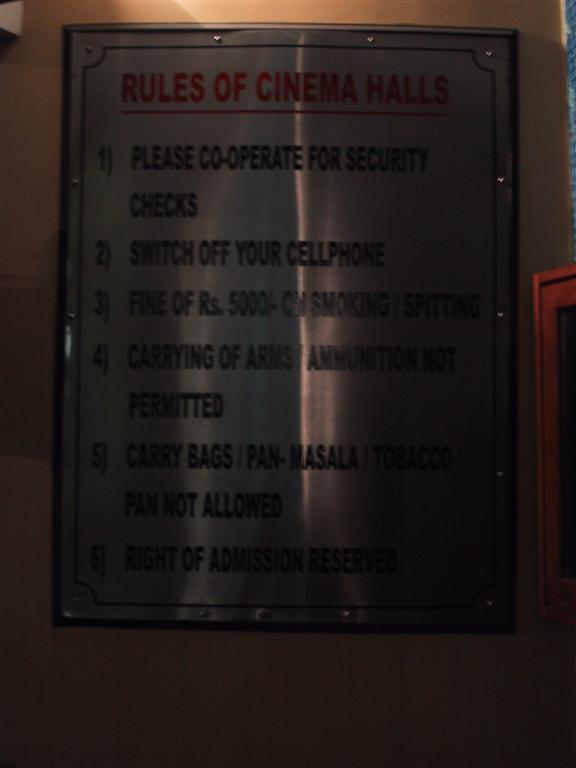 RULES OF CINEMA HALLS
1) PLEASE CO-OPERATE FOR SECURITY
CHECKS
2) SWITCH OFF YOUR CELLPHONE
3) FINE OF Rs. 5000/- ON SMOKING / SPITTING
4) CARRYING OF ARMS / AMMUNITION NOT
PERMITTED
5) CARRY BAGS / PAN- MASALA / TOBACCO /
PAN NOT ALLOWED
6) RIGHT OF ADMISSION RESERVED